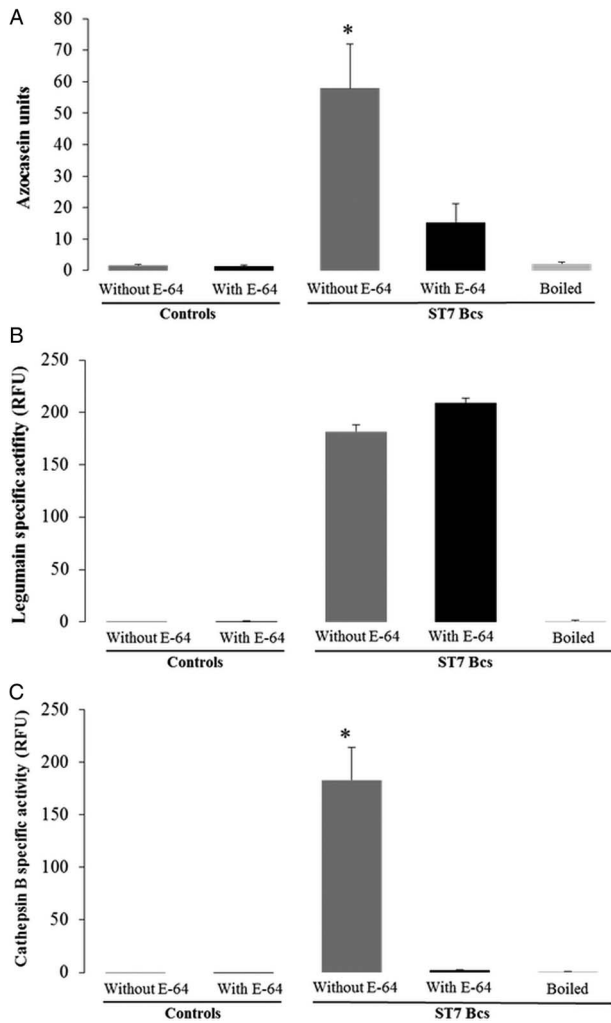 A
80
70
60
50
40
30
20
10
0
Azocasein units
*
Without E-64 With E-64 Without E-64 With E-64 Boiled
Controls ST7 Bcs
B
250
200
150
100
50
0
Legumain specific actifity (RFU)
Without E-64 With E-64 Without E-64 With E-64 Boiled
Controls ST7 Bcs
C
250
200
150
100
50
0
Cathepsin B specific activity (RFU)
*
Without E-64 With E-64 Without E-64 With E-64 Boiled
Controls ST7 Bcs